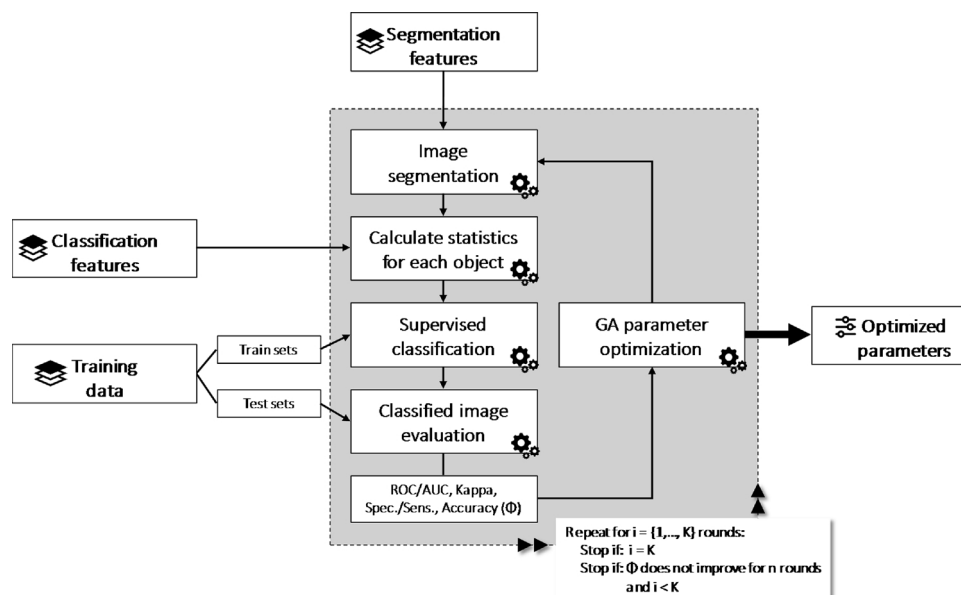 Segmentation
features
Image
segmentation
Classification
features
Calculate statistics
for each object
Supervised
classification
GA parameter
optimization
Optimized
parameters
Training
data
Train sets
Test sets
Classified image
evaluation
ROC/AUC, Kappa,
Spec./Sens., Accuracy (Φ)
Repeat for i = {1,..., K} rounds:
Stop if: i = K
Stop if: Φ does not improve for n rounds
and i < K